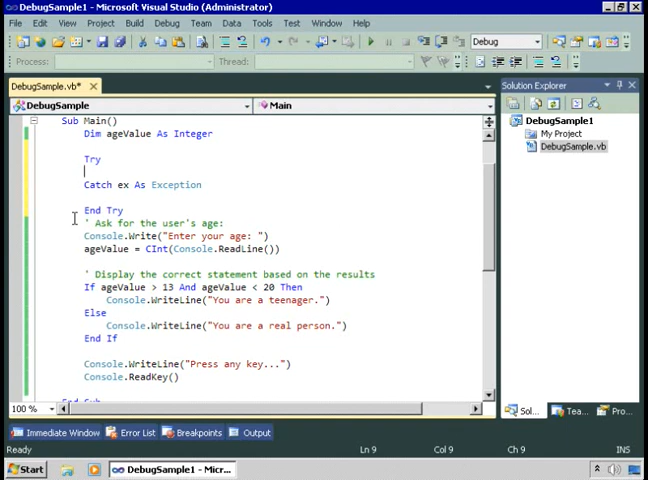 DebugSample1 - Microsoft Visual Studio (Administrator)
File Edit View Project Build Debug Team Data Tools Test Window Help
Debug
Process: Thread:
DebugSample.vb* Solution Explorer
DebugSample Main
DebugSample1
My Project
DebugSample.vb
Sub Main()
Dim ageValue As Integer
Try
Catch ex As Exception
End Try
' Ask for the user's age:
Console.Write("Enter your age: ")
ageValue = CInt(Console.ReadLine())
' Display the correct statement based on the results
If ageValue > 13 And ageValue < 20 Then
Console.WriteLine("You are a teenager.")
Else
Console.WriteLine("You are a real person.")
End If
Console.WriteLine("Press any key...")
Console.ReadKey()
End Sub
100 % Sol... Tea... Pro...
Immediate Window Error List Breakpoints Output
Ready Ln 9 Col 9 Ch 9 INS
Start DebugSample1 - Micr...